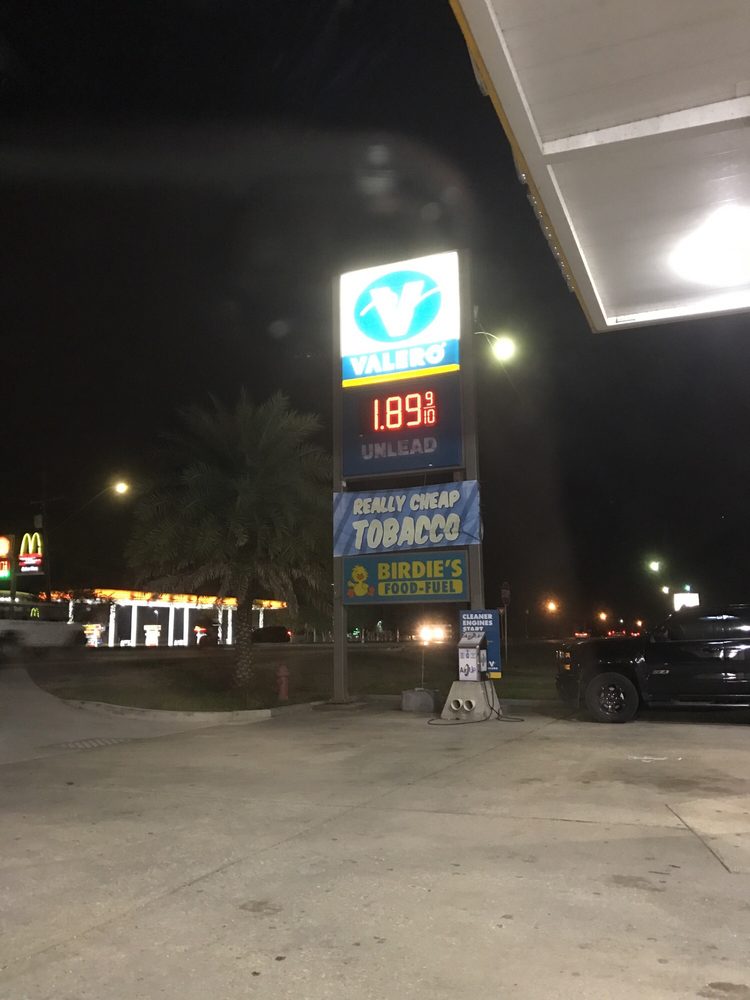 V
VALERO
1.89 9/10
UNLEAD
REALLY CHEAP
TOBACCO
BIRDIE'S
FOOD-FUEL
CLEANER
ENGINES
START